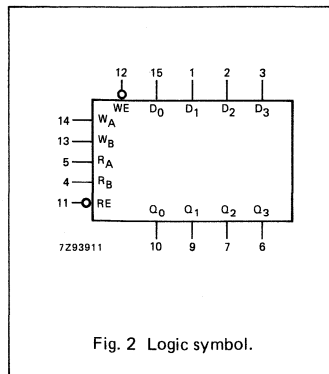 12 15 1 2 3
WE D0 D1 D2 D3
14 WA
13 WB
5 RA
4 RB
11 RE Q0 Q1 Q2 Q3
7Z93911 10 9 7 6
Fig. 2 Logic symbol.